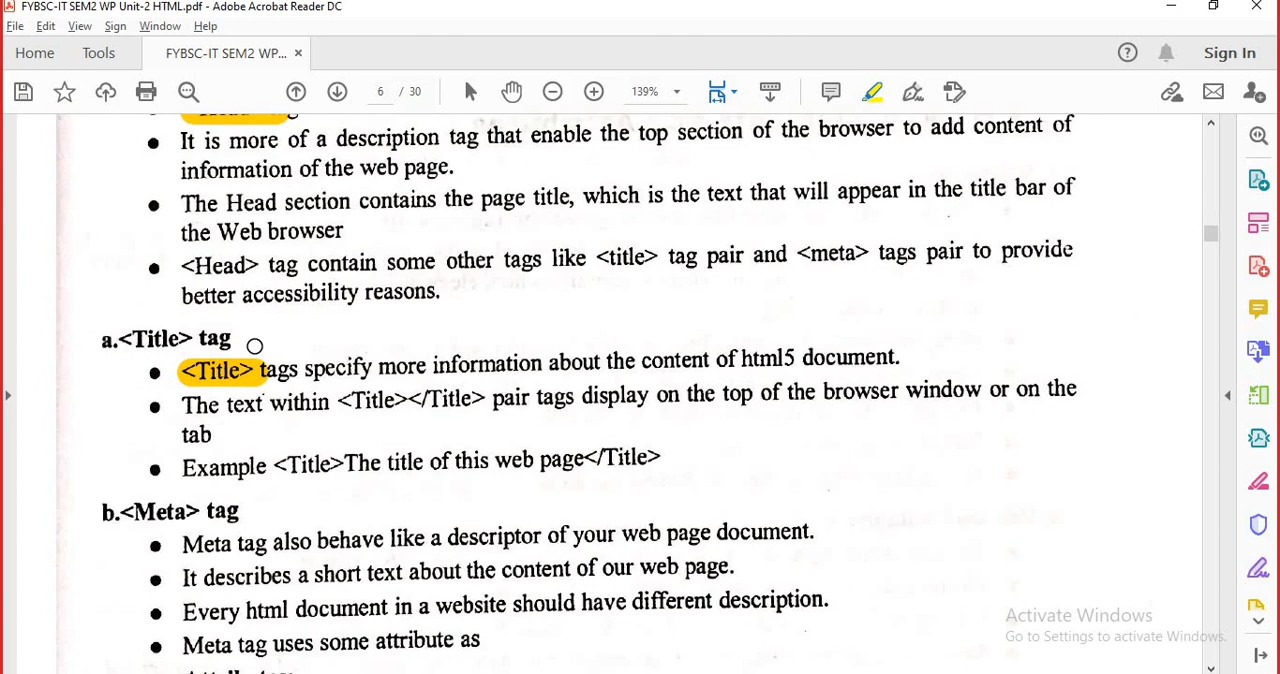 FYBSC-IT SEM2 WP Unit-2 HTML.pdf - Adobe Acrobat Reader DC
File Edit View Sign Window Help
Home Tools FYBSC-IT SEM2 WP... × Sign In
6 / 30 139%
It is more of a description tag that enable the top section of the browser to add content of
information of the web page.
The Head section contains the page title, which is the text that will appear in the title bar of
the Web browser
<Head> tag contain some other tags like <title> tag pair and <meta> tags pair to provide
better accessibility reasons.
a.<Title> tag
<Title> tags specify more information about the content of html5 document.
The text within <Title></Title> pair tags display on the top of the browser window or on the
tab
Example <Title>The title of this web page</Title>
b.<Meta> tag
Meta tag also behave like a descriptor of your web page document.
It describes a short text about the content of our web page.
Every html document in a website should have different description.
Meta tag uses some attribute as
Activate Windows
Go to Settings to activate Windows.